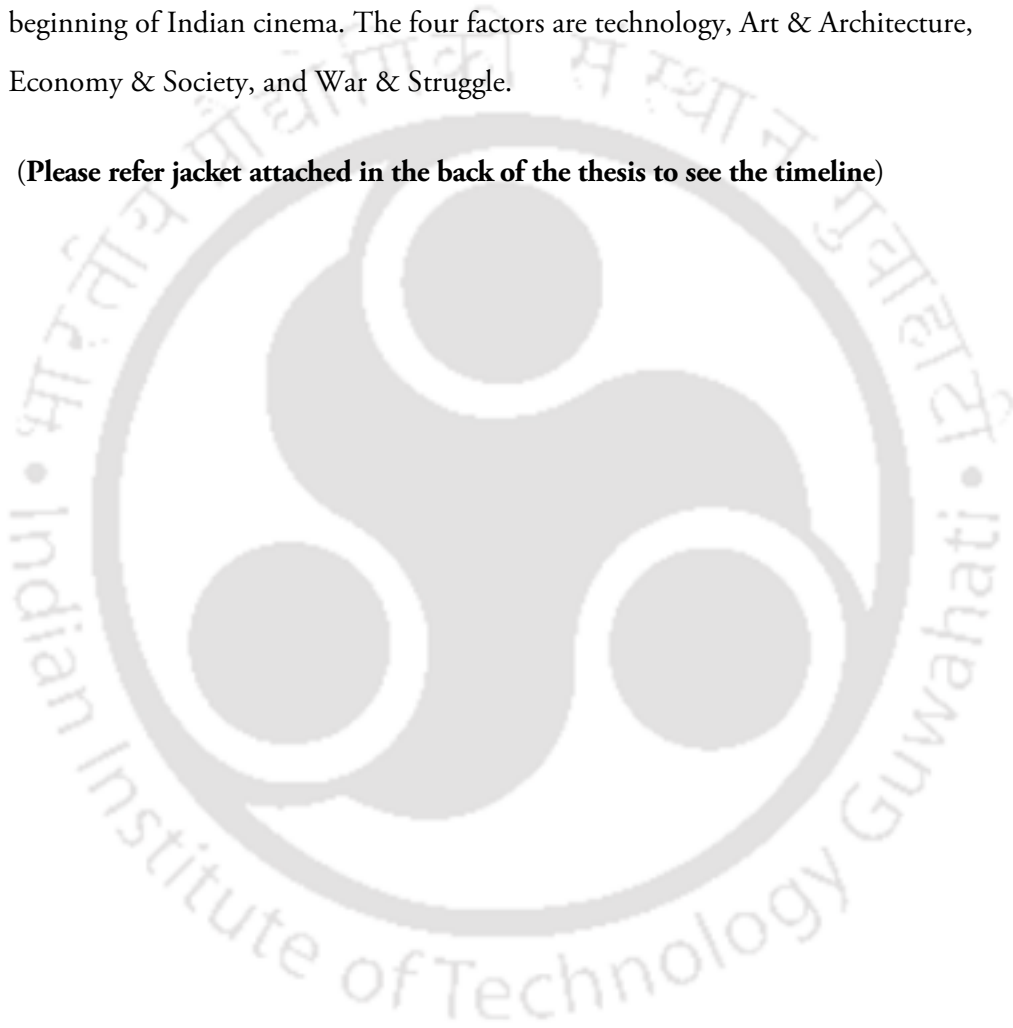 beginning of Indian cinema. The four factors are technology, Art & Architecture,
Economy & Society, and War & Struggle.
(Please refer jacket attached in the back of the thesis to see the timeline)
भारतीय प्रौद्योगिकी संस्थान गुवाहाटी
• Indian Institute of Technology Guwahati •